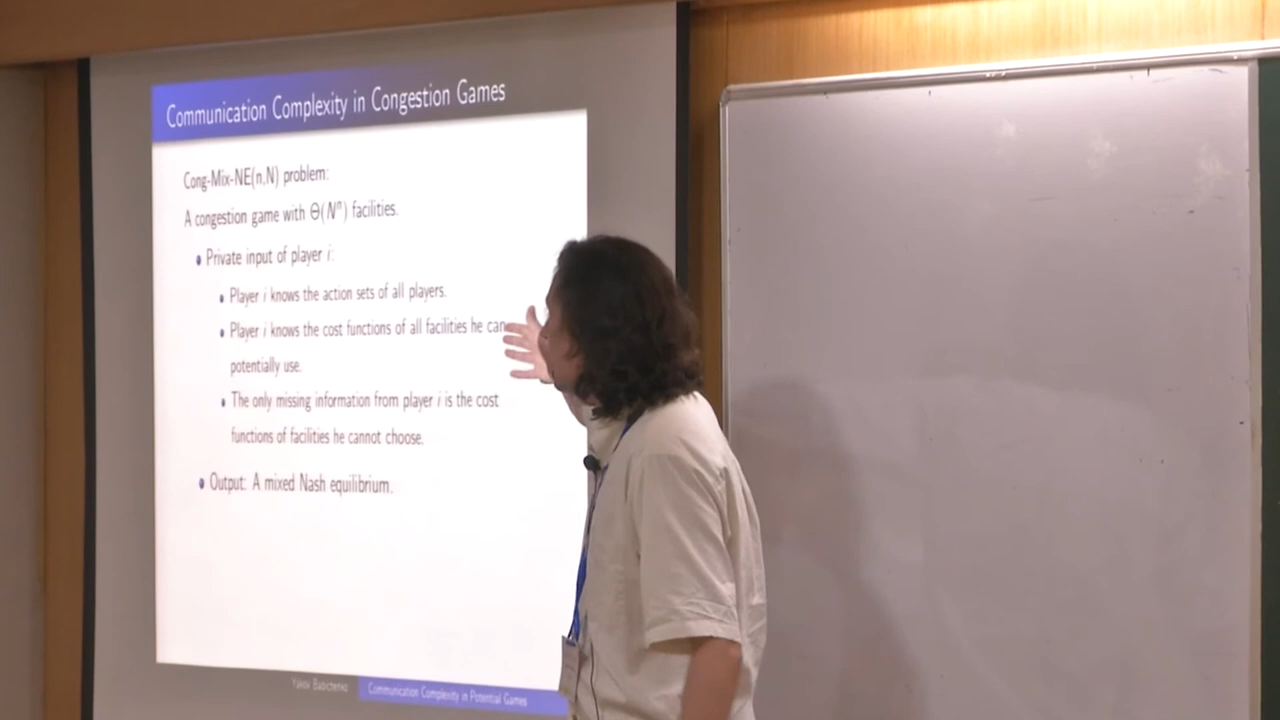 Communication Complexity in Congestion Games
Cong-Mix-NE(n,N) problem:
A congestion game with Θ(Nⁿ) facilities.
Private input of player i:
Player i knows the action sets of all players.
Player i knows the cost functions of all facilities he can
potentially use.
The only missing information from player i is the cost
functions of facilities he cannot choose.
Output: A mixed Nash equilibrium.
Yakov Babichenko
Communication Complexity in Potential Games